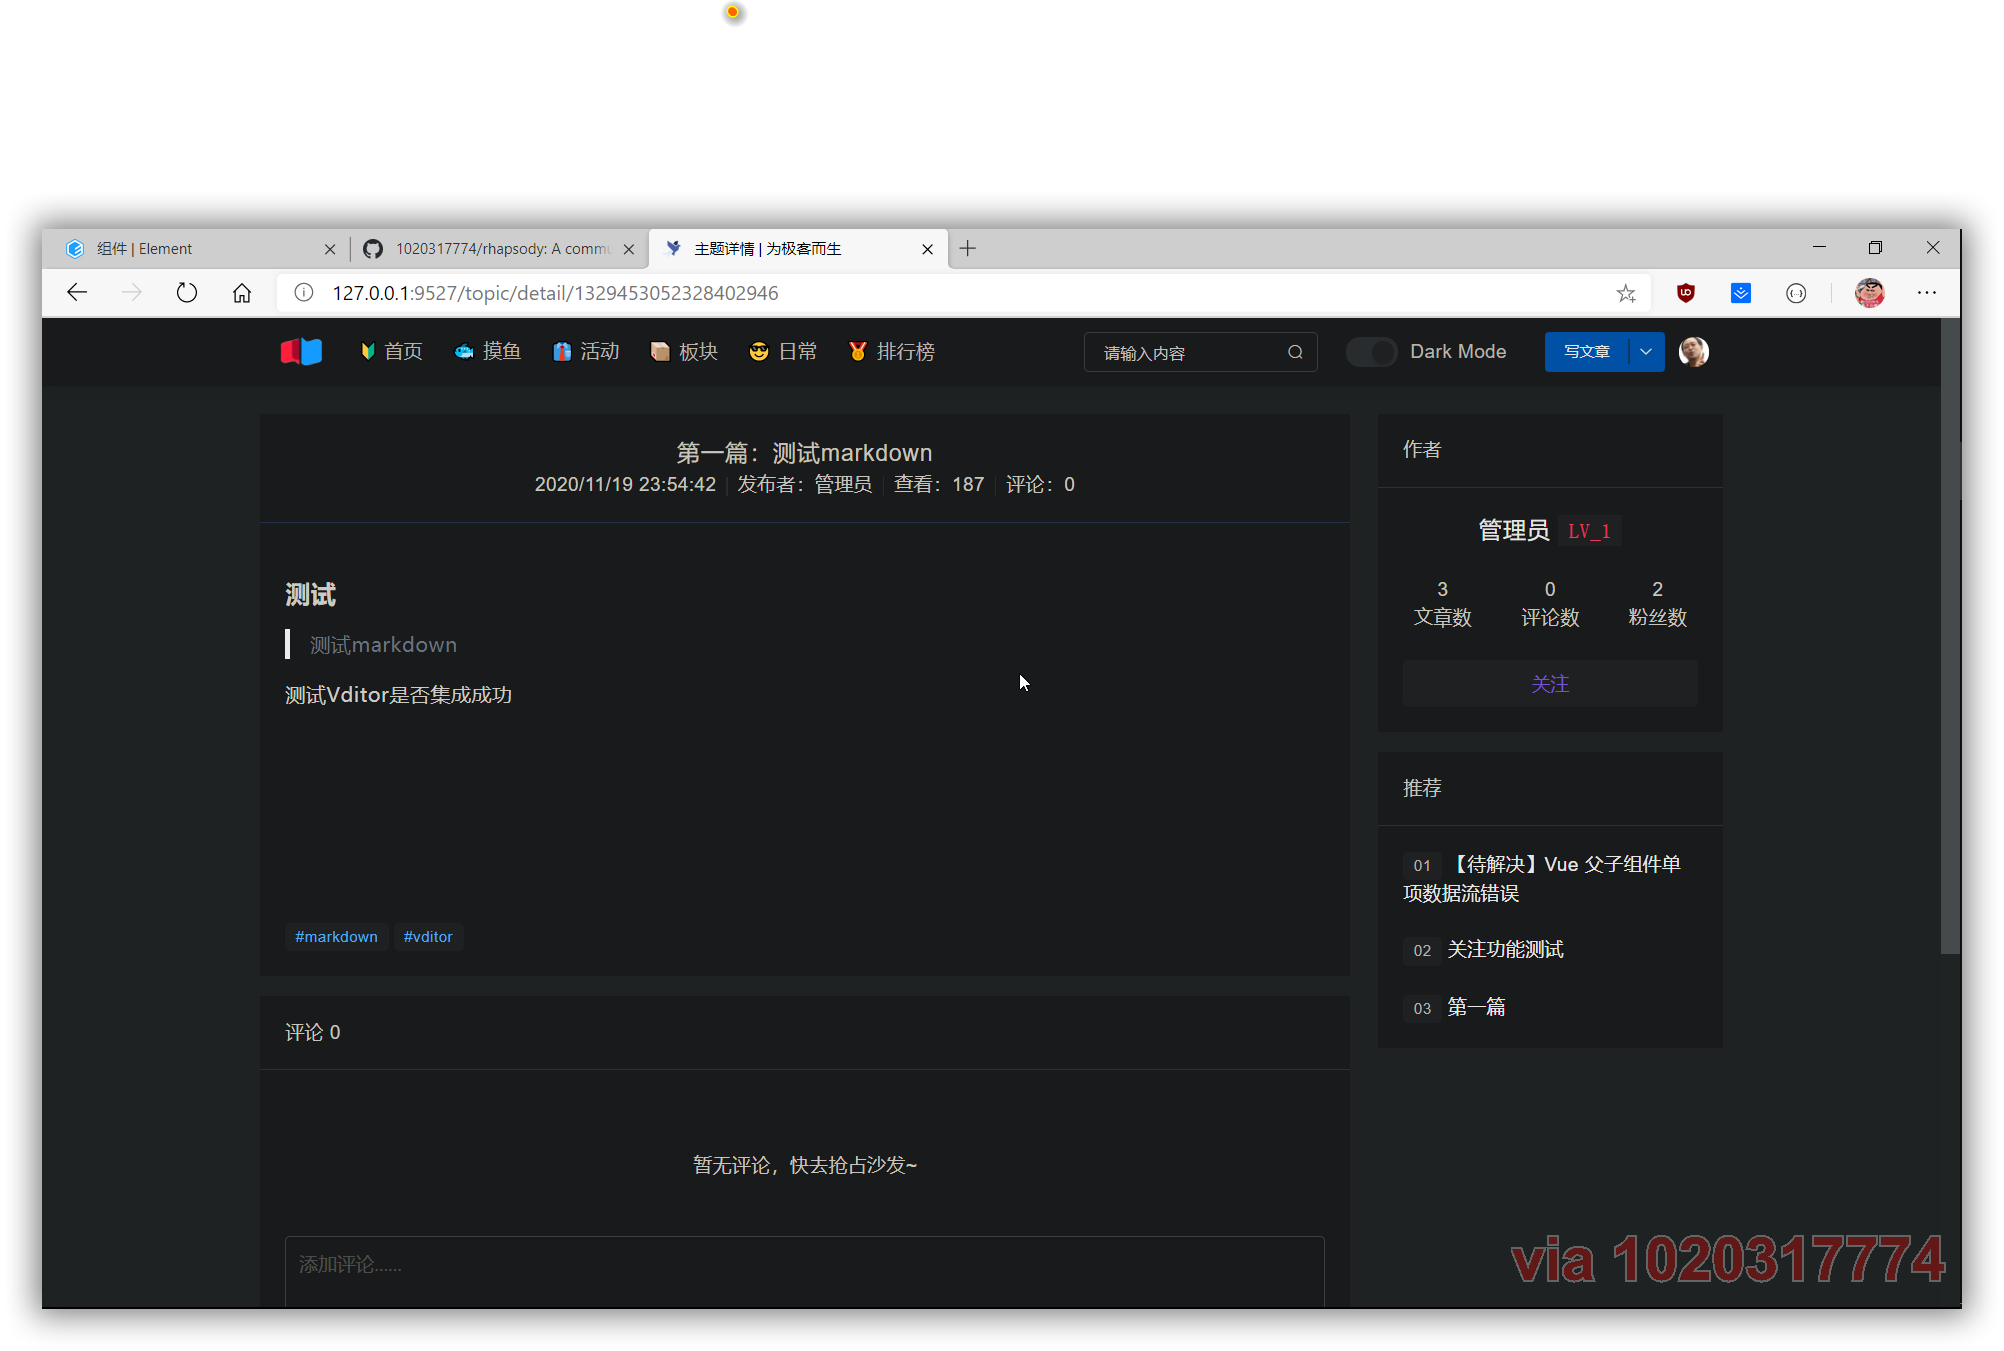 组件 | Element
1020317774/rhapsody: A commu
主题详情 | 为极客而生
127.0.0.1:9527/topic/detail/1329453052328402946
首页 摸鱼 活动 板块 日常 排行榜
请输入内容
Dark Mode
写文章
第一篇：测试markdown
2020/11/19 23:54:42 发布者：管理员 查看：187 评论：0
测试
测试markdown
测试Vditor是否集成成功
#markdown #vditor
评论 0
暂无评论，快去抢占沙发~
添加评论......
作者
管理员 LV_1
3 0 2
文章数 评论数 粉丝数
关注
推荐
01 【待解决】Vue 父子组件单
项数据流错误
02 关注功能测试
03 第一篇
via 1020317774